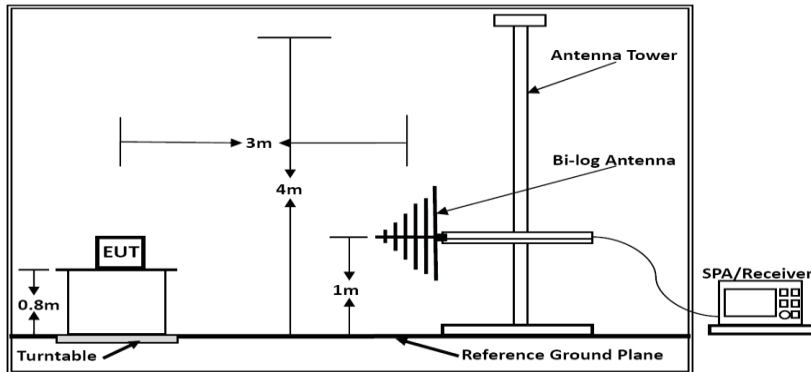 Antenna Tower
3m
Bi-log Antenna
4m
EUT
SPA/Receiver
0.8m
1m
Turntable
Reference Ground Plane